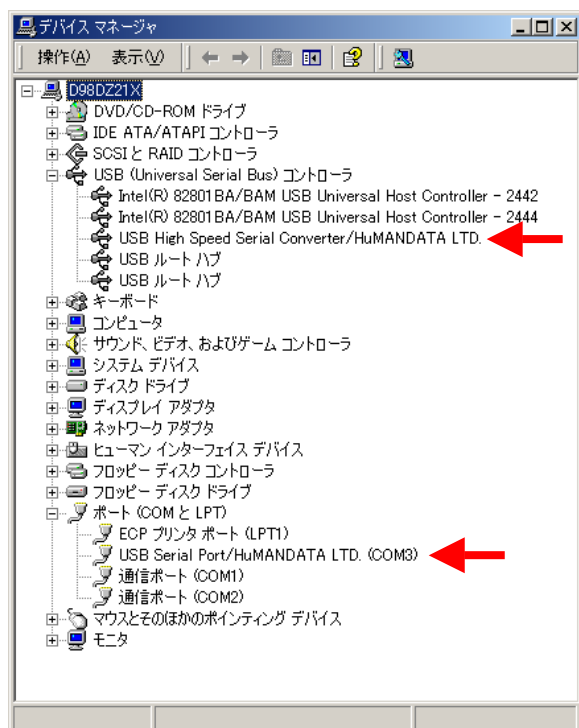 デバイス マネージャ
操作(A) 表示(V)
D98DZ21X
DVD/CD-ROM ドライブ
IDE ATA/ATAPI コントローラ
SCSI と RAID コントローラ
USB (Universal Serial Bus) コントローラ
Intel(R) 82801BA/BAM USB Universal Host Controller - 2442
Intel(R) 82801BA/BAM USB Universal Host Controller - 2444
USB High Speed Serial Converter/HuMANDATA LTD.
USB ルート ハブ
USB ルート ハブ
キーボード
コンピュータ
サウンド、ビデオ、およびゲーム コントローラ
システム デバイス
ディスク ドライブ
ディスプレイ アダプタ
ネットワーク アダプタ
ヒューマン インターフェイス デバイス
フロッピー ディスク コントローラ
フロッピー ディスク ドライブ
ポート (COM と LPT)
ECP プリンタ ポート (LPT1)
USB Serial Port/HuMANDATA LTD. (COM3)
通信ポート (COM1)
通信ポート (COM2)
マウスとそのほかのポインティング デバイス
モニタ